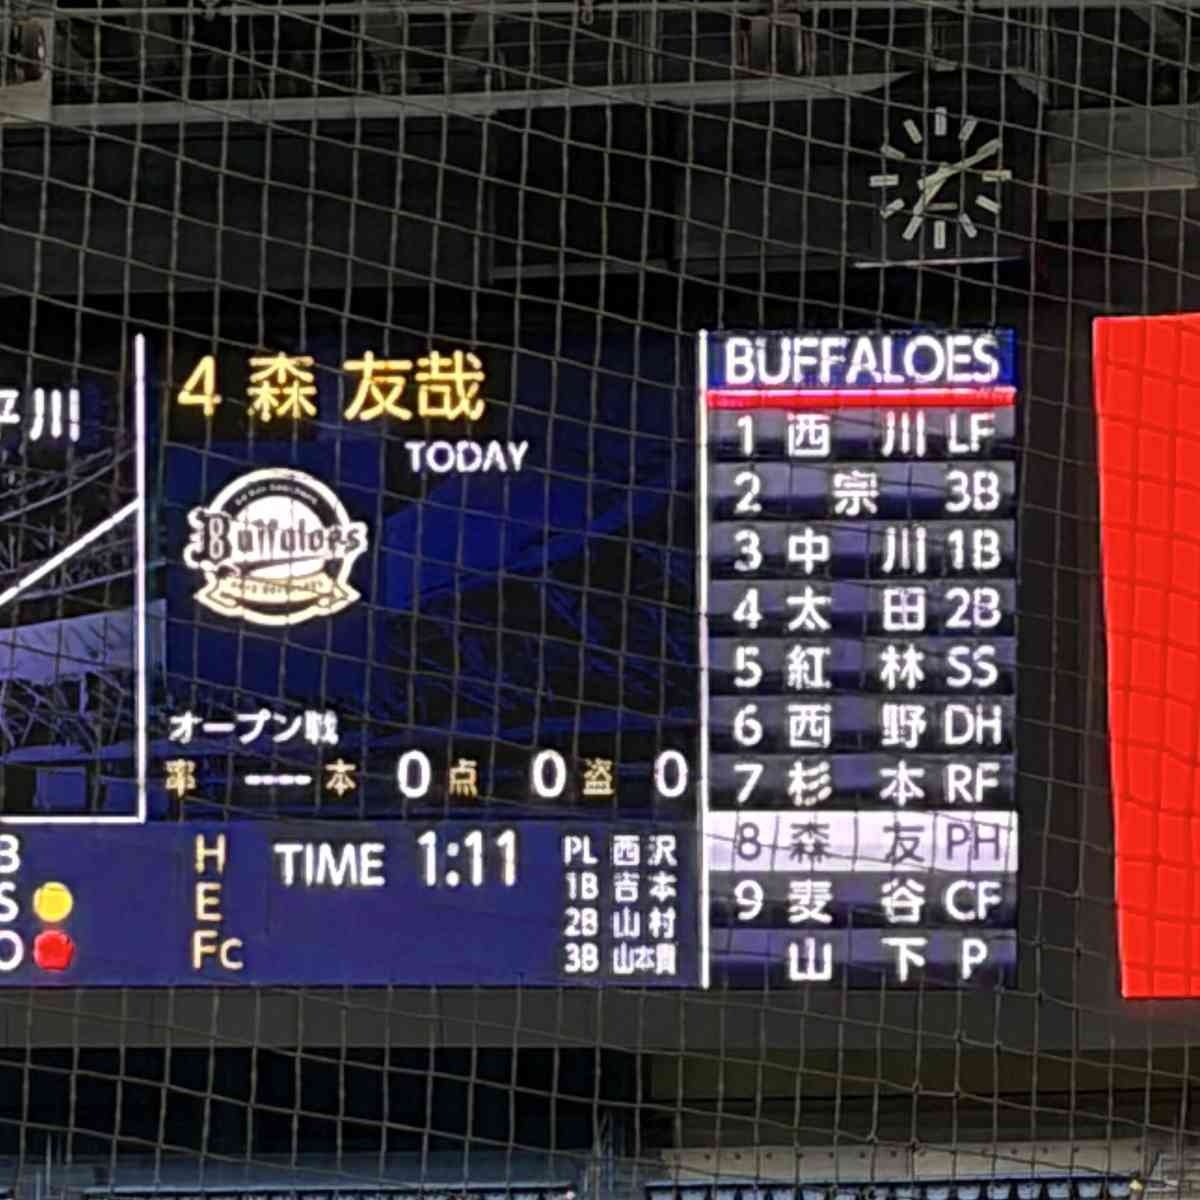 川
4 森 友哉
TODAY
Buffaloes
オープン戦
率 ---- 本 0 点 0 盗 0
B
S
O
H
E
Fc
TIME 1:11
PL 西沢
1B 吉本
2B 山村
3B 山本貴
BUFFALOES
1 西川 LF
2 宗 3B
3 中川 1B
4 太田 2B
5 紅林 SS
6 西野 DH
7 杉本 RF
8 森友 PH
9 麦谷 CF
山下 P